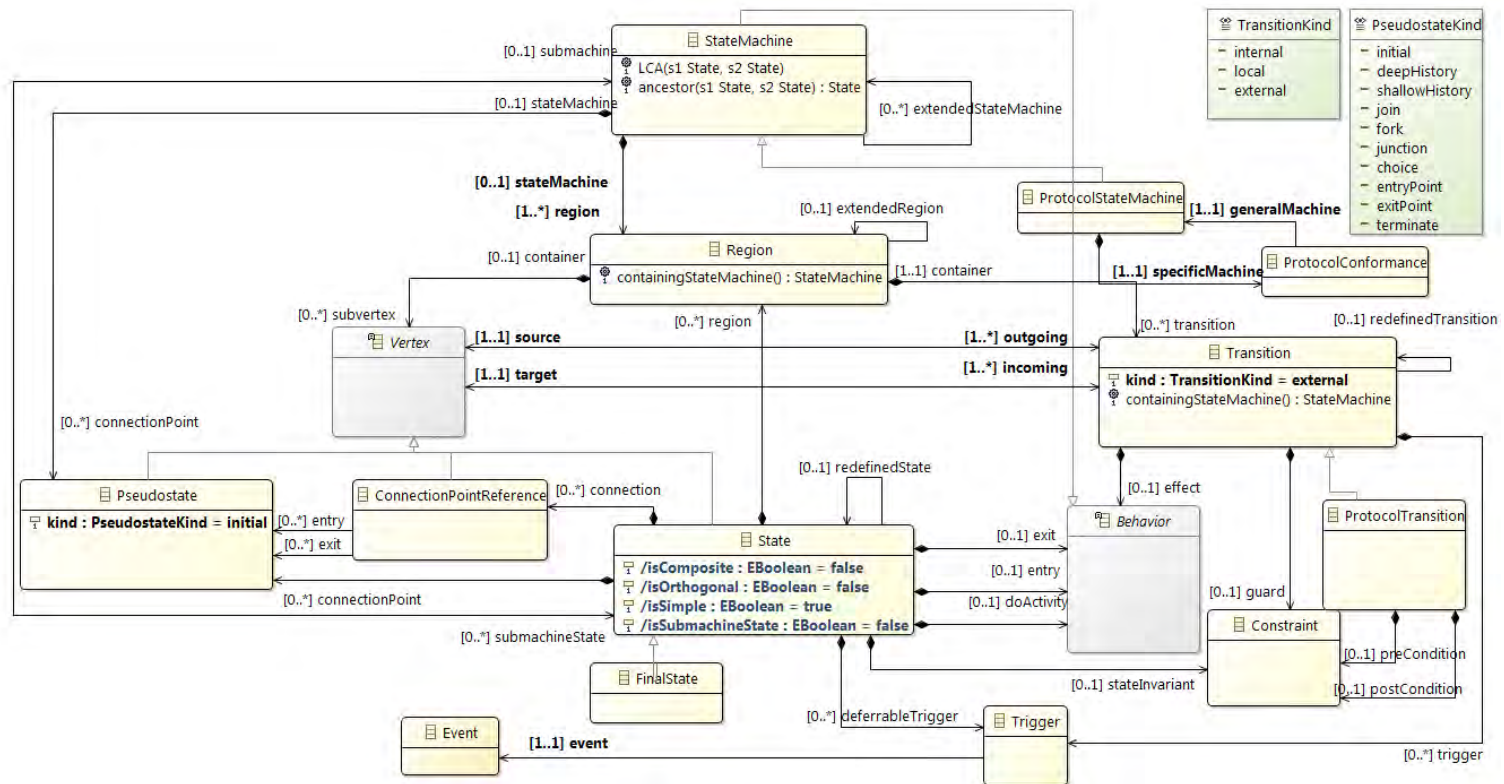 StateMachine
LCA(s1 State, s2 State)
ancestor(s1 State, s2 State) : State
[0..1] submachine
[0..1] stateMachine
[0..*] extendedStateMachine
TransitionKind
internal
local
external
PseudostateKind
initial
deepHistory
shallowHistory
join
fork
junction
choice
entryPoint
exitPoint
terminate
[0..1] stateMachine
[1..*] region
ProtocolStateMachine
[1..1] generalMachine
[0..1] extendedRegion
Region
containingStateMachine() : StateMachine
[0..1] container
[1..1] container
[1..1] specificMachine
ProtocolConformance
[0..*] subvertex
[0..*] region
[0..*] transition
[0..1] redefinedTransition
Vertex
[1..1] source
[1..*] outgoing
[1..1] target
[1..*] incoming
Transition
kind : TransitionKind = external
containingStateMachine() : StateMachine
[0..*] connectionPoint
[0..1] redefinedState
Pseudostate
kind : PseudostateKind = initial
ConnectionPointReference
[0..*] entry
[0..*] exit
[0..*] connection
[0..1] effect
State
/isComposite : EBoolean = false
/isOrthogonal : EBoolean = false
/isSimple : EBoolean = true
/isSubmachineState : EBoolean = false
[0..1] exit
[0..1] entry
[0..1] doActivity
Behavior
ProtocolTransition
[0..*] connectionPoint
[0..1] guard
Constraint
[0..*] submachineState
[0..1] preCondition
FinalState
[0..1] stateInvariant
[0..1] postCondition
[0..*] deferrableTrigger
Trigger
Event
[1..1] event
[0..*] trigger